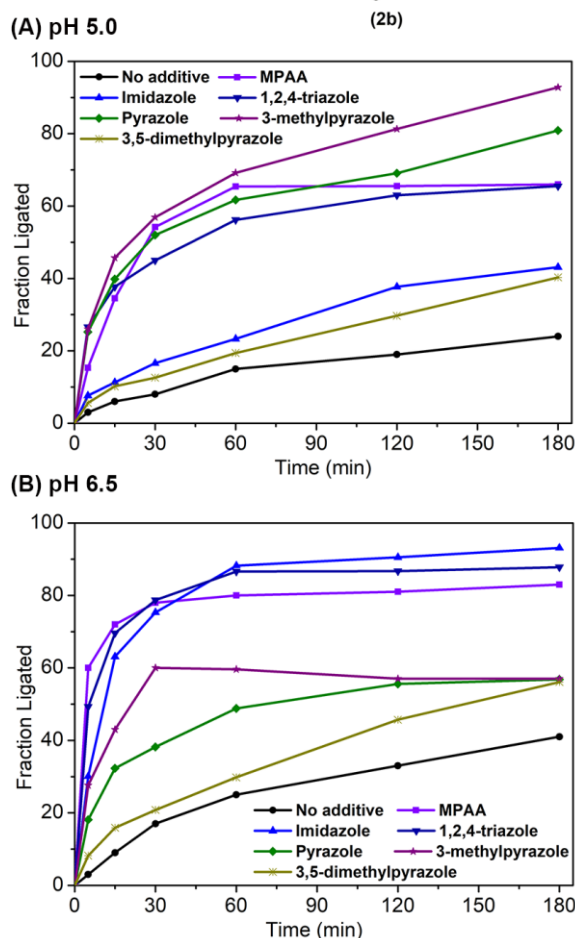 (2b)
(A) pH 5.0
100
80
60
40
20
0
Fraction Ligated
No additive MPAA
Imidazole 1,2,4-triazole
Pyrazole 3-methylpyrazole
3,5-dimethylpyrazole
0 30 60 90 120 150 180
Time (min)
(B) pH 6.5
100
80
60
40
20
0
Fraction Ligated
No additive MPAA
Imidazole 1,2,4-triazole
Pyrazole 3-methylpyrazole
3,5-dimethylpyrazole
0 30 60 90 120 150 180
Time (min)